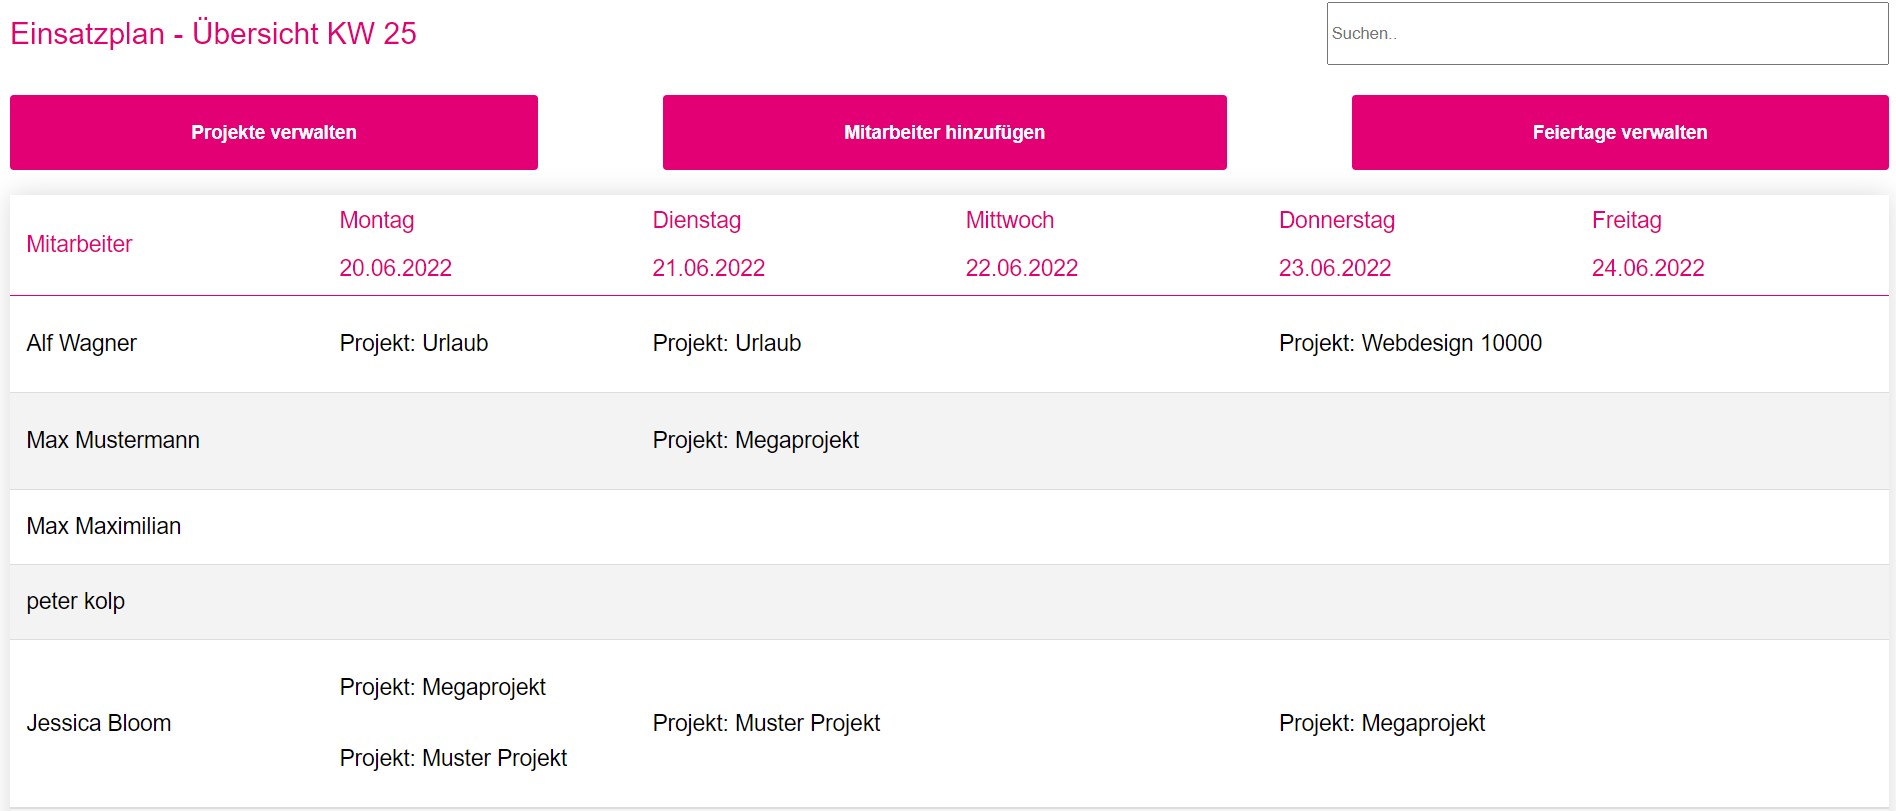 Einsatzplan - Übersicht KW 25
Suchen..
Projekte verwalten
Mitarbeiter hinzufügen
Feiertage verwalten
Mitarbeiter
Montag
20.06.2022
Dienstag
21.06.2022
Mittwoch
22.06.2022
Donnerstag
23.06.2022
Freitag
24.06.2022
Alf Wagner
Projekt: Urlaub
Projekt: Urlaub
Projekt: Webdesign 10000
Max Mustermann
Projekt: Megaprojekt
Max Maximilian
peter kolp
Jessica Bloom
Projekt: Megaprojekt
Projekt: Muster Projekt
Projekt: Muster Projekt
Projekt: Megaprojekt